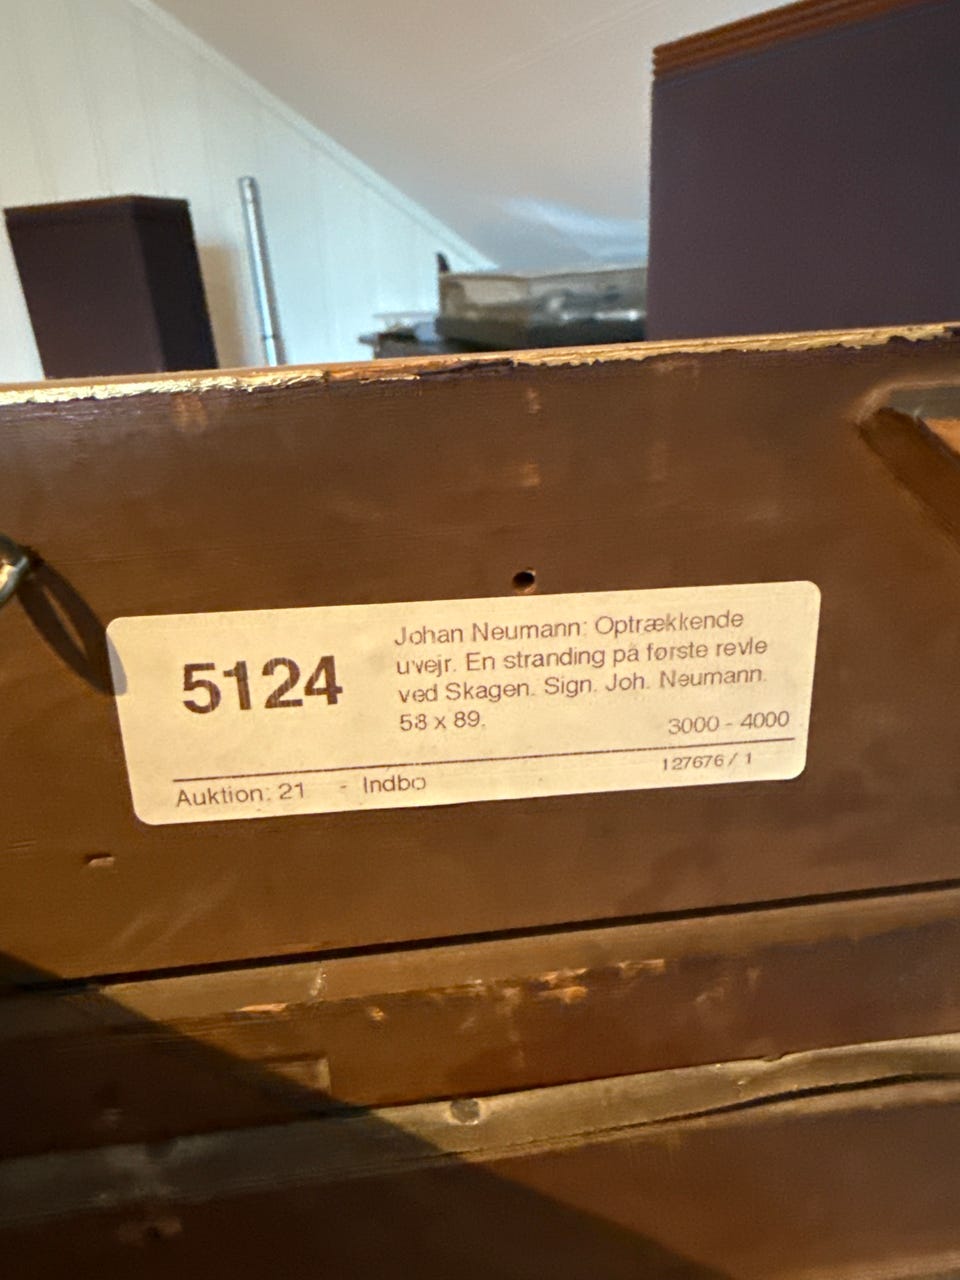 5124
Johan Neumann: Optrækkende
uvejr. En stranding på første revle
ved Skagen. Sign. Joh. Neumann.
58 x 89.
3000 - 4000
127676 / 1
Auktion: 21 - Indbo